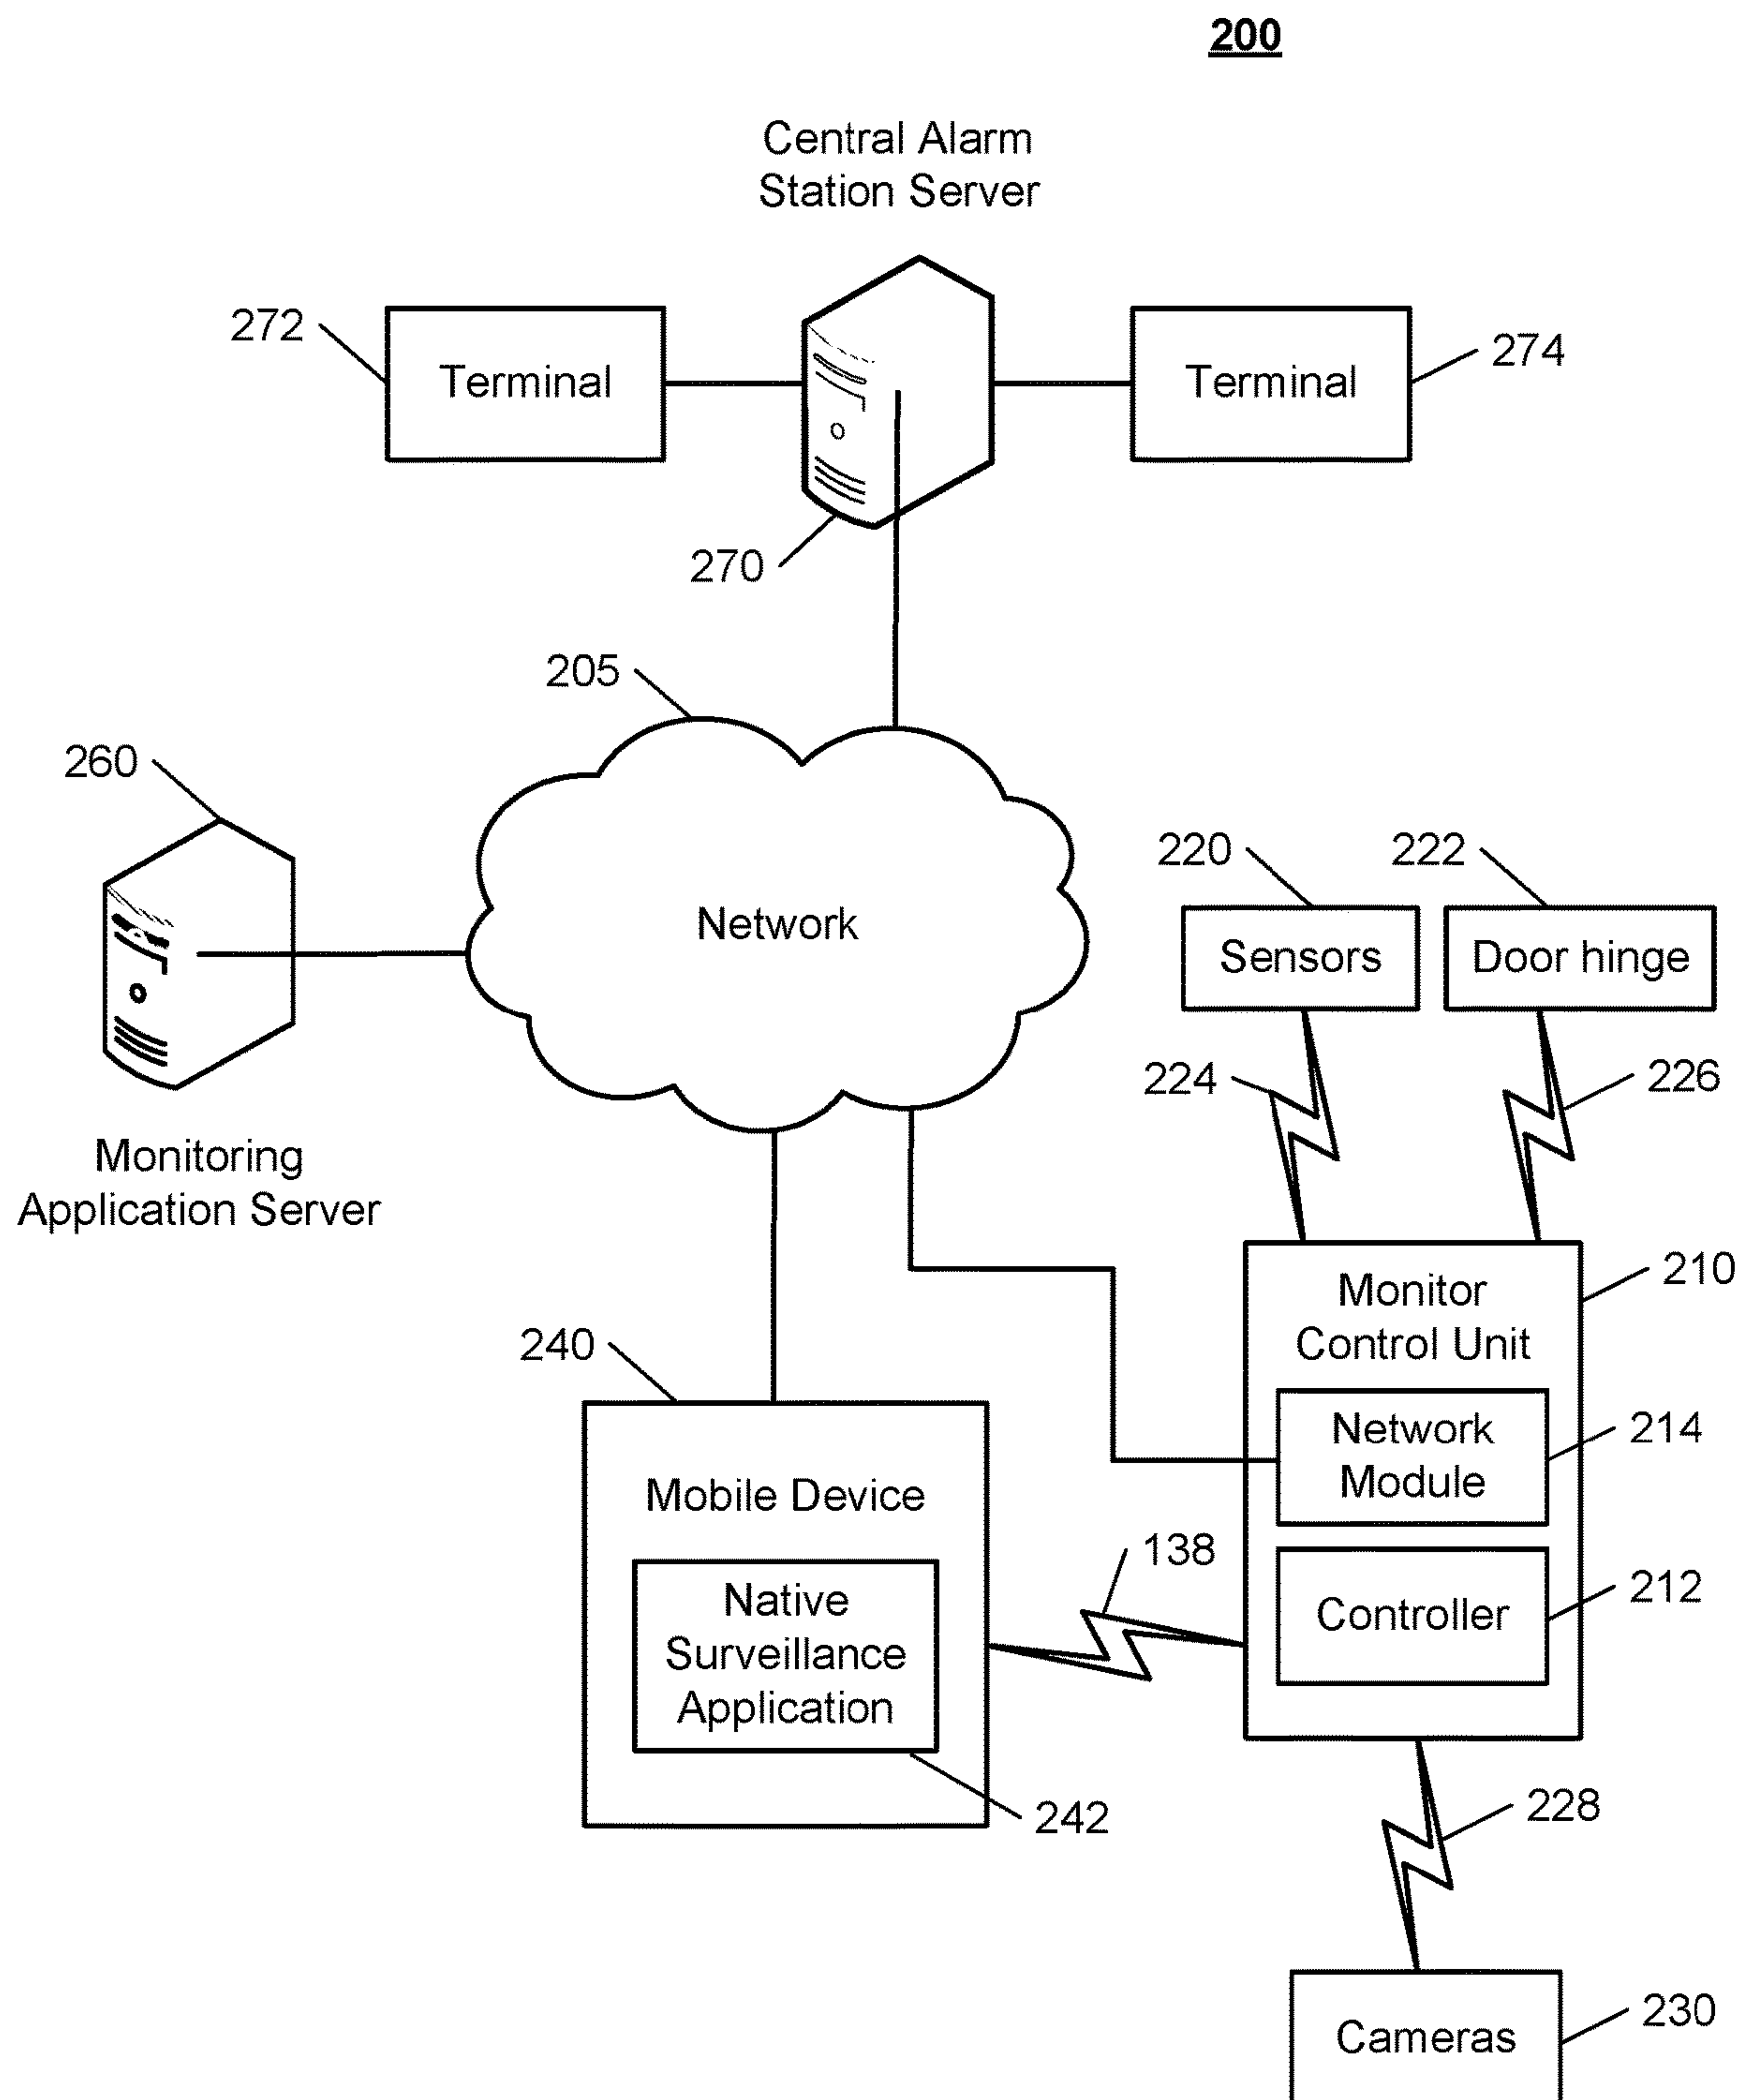 200
Central Alarm
Station Server
272
Terminal
Terminal
274
270
205
260
Network
220
222
Sensors
Door hinge
224
226
Monitoring
Application Server
210
Monitor
Control Unit
240
Network
Module
214
Mobile Device
138
212
Controller
Native
Surveillance
Application
242
228
230
Cameras